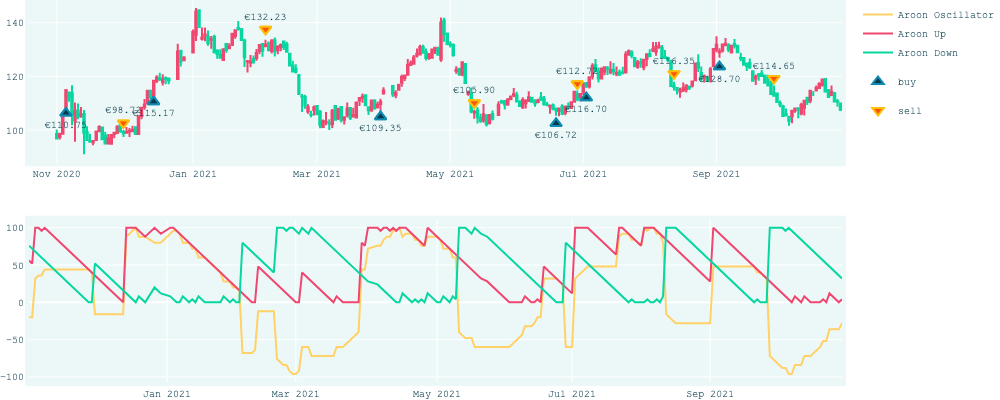 140
120
100
€132.23
€98.
€115.17
€109.35
€105.90
€106.72
€116.70
€128.70
€114.65
Nov 2020
Jan 2021
Mar 2021
May 2021
Jul 2021
Sep 2021
Aroon Oscillator
Aroon Up
Aroon Down
buy
sell
100
50
0
−50
−100
Jan 2021
Mar 2021
May 2021
Jul 2021
Sep 2021